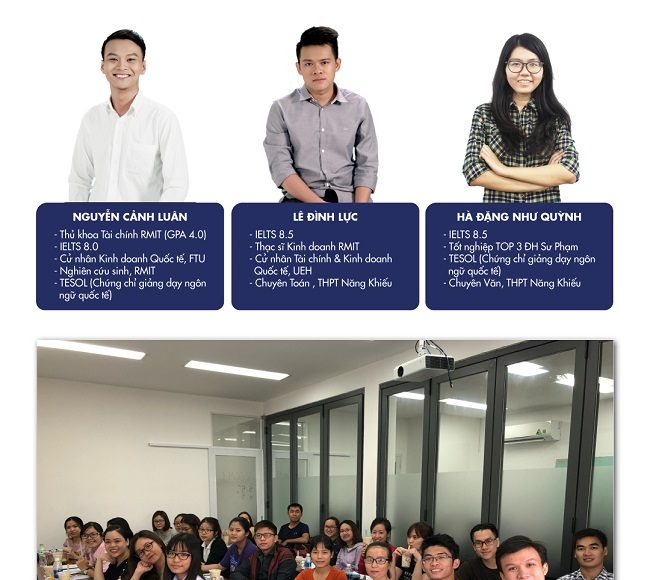 NGUYỄN CẢNH LUÂN
- Thủ khoa Tài chính RMIT (GPA 4.0)
- IELTS 8.0
- Cử nhân Kinh doanh Quốc tế, FTU
- Nghiên cứu sinh, RMIT
- TESOL (Chứng chỉ giảng dạy ngôn
ngữ quốc tế)
LÊ ĐÌNH LỰC
- IELTS 8.5
- Thạc sĩ Kinh doanh RMIT
- Cử nhân Tài chính & Kinh doanh
Quốc tế, UEH
- Chuyên Toán , THPT Năng Khiếu
HÀ ĐẶNG NHƯ QUỲNH
- IELTS 8.5
- Tốt nghiệp TOP 3 ĐH Sư Phạm
- TESOL (Chứng chỉ giảng dạy ngôn
ngữ quốc tế)
- Chuyên Văn, THPT Năng Khiếu